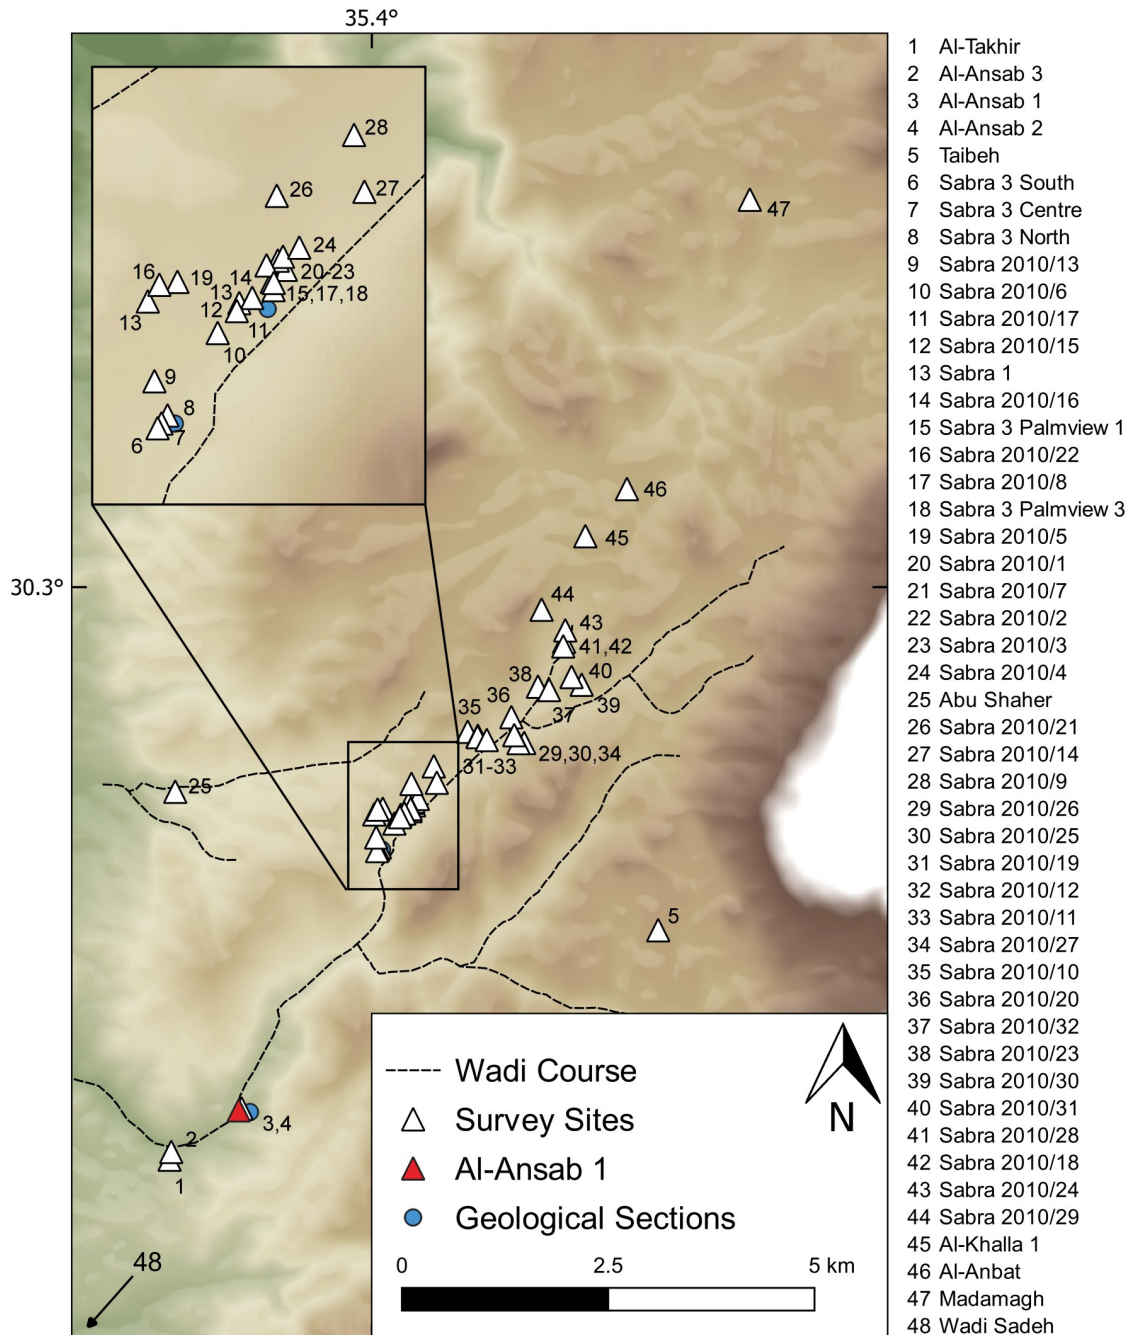 35.4°
30.3°
28
26
27
24
16
19
14
20-23
13
15,17,18
13
12
11
10
9
8
7
6
47
46
45
44
43
41,42
40
38
39
36
37
35
29,30,34
31-33
25
5
3,4
2
1
48
Wadi Course
Survey Sites
Al-Ansab 1
Geological Sections
N
0 2.5 5 km
1 Al-Takhir
2 Al-Ansab 3
3 Al-Ansab 1
4 Al-Ansab 2
5 Taibeh
6 Sabra 3 South
7 Sabra 3 Centre
8 Sabra 3 North
9 Sabra 2010/13
10 Sabra 2010/6
11 Sabra 2010/17
12 Sabra 2010/15
13 Sabra 1
14 Sabra 2010/16
15 Sabra 3 Palmview 1
16 Sabra 2010/22
17 Sabra 2010/8
18 Sabra 3 Palmview 3
19 Sabra 2010/5
20 Sabra 2010/1
21 Sabra 2010/7
22 Sabra 2010/2
23 Sabra 2010/3
24 Sabra 2010/4
25 Abu Shaher
26 Sabra 2010/21
27 Sabra 2010/14
28 Sabra 2010/9
29 Sabra 2010/26
30 Sabra 2010/25
31 Sabra 2010/19
32 Sabra 2010/12
33 Sabra 2010/11
34 Sabra 2010/27
35 Sabra 2010/10
36 Sabra 2010/20
37 Sabra 2010/32
38 Sabra 2010/23
39 Sabra 2010/30
40 Sabra 2010/31
41 Sabra 2010/28
42 Sabra 2010/18
43 Sabra 2010/24
44 Sabra 2010/29
45 Al-Khalla 1
46 Al-Anbat
47 Madamagh
48 Wadi Sadeh